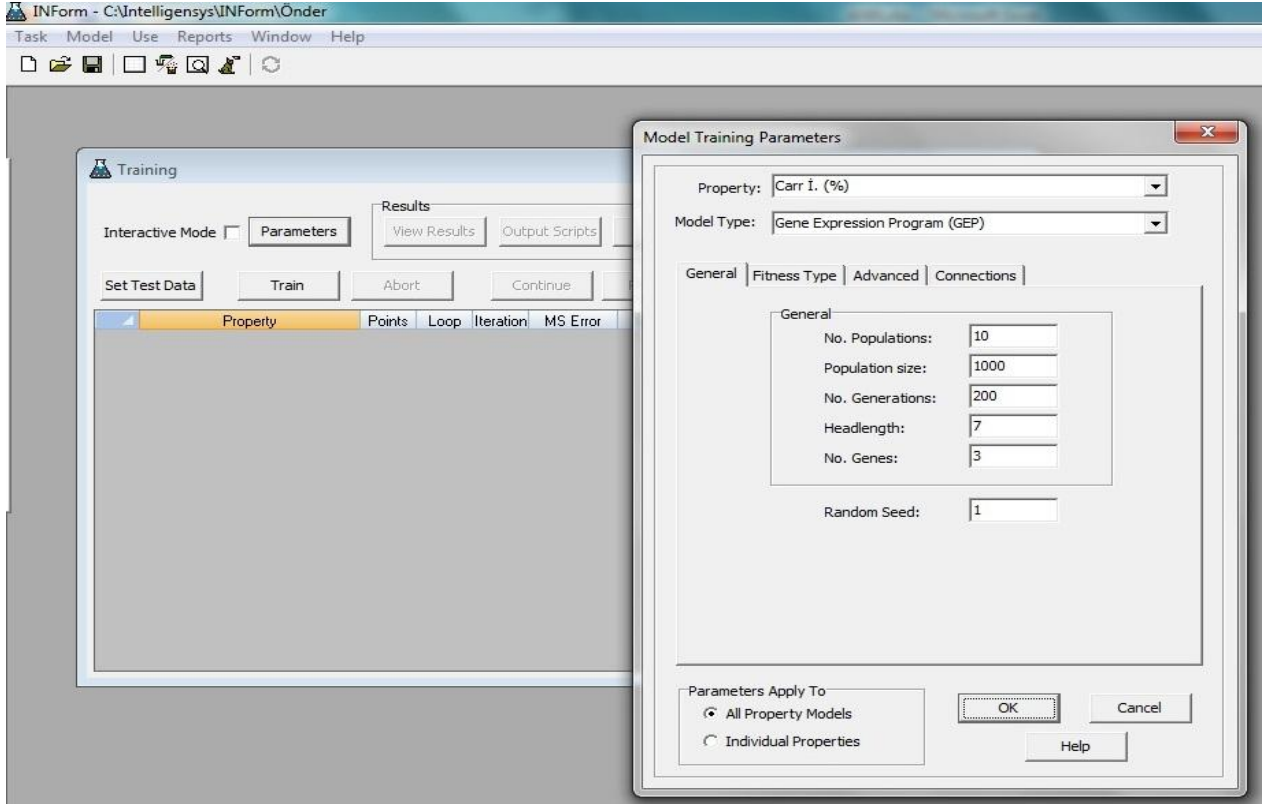 INForm - C:\Intelligensys\INForm\Önder
Task Model Use Reports Window Help
Training
Interactive Mode Parameters
Results
View Results Output Scripts
Set Test Data Train Abort Continue
Property Points Loop Iteration MS Error
Model Training Parameters
Property: Carr İ. (%)
Model Type: Gene Expression Program (GEP)
General Fitness Type Advanced Connections
General
No. Populations: 10
Population size: 1000
No. Generations: 200
Headlength: 7
No. Genes: 3
Random Seed: 1
Parameters Apply To
All Property Models
Individual Properties
OK Cancel
Help